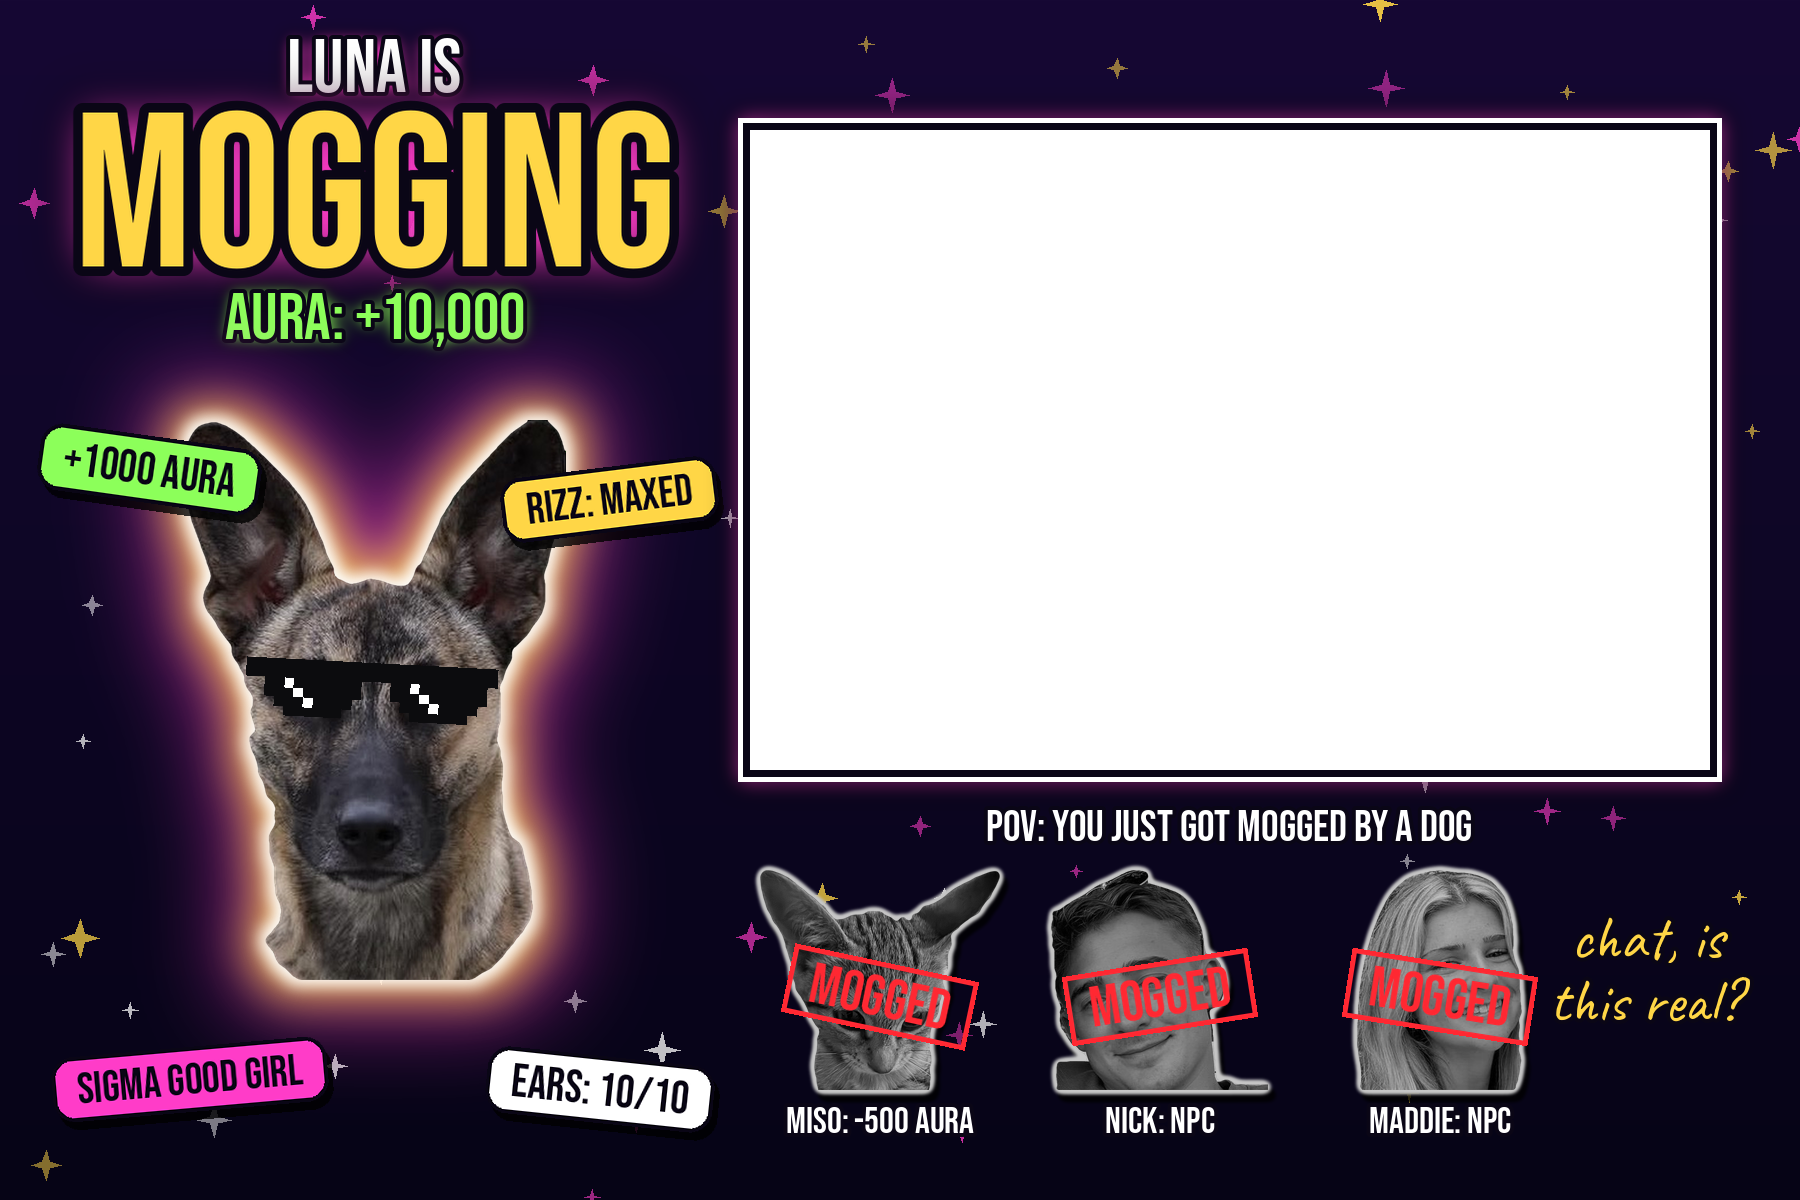 LUNA IS
MOGGING
AURA: +10,000
+1000 AURA
RIZZ: MAXED
SIGMA GOOD GIRL
EARS: 10/10
POV: YOU JUST GOT MOGGED BY A DOG
MOGGED
MOGGED
MOGGED
chat, is
this real?
MISO: -500 AURA
NICK: NPC
MADDIE: NPC